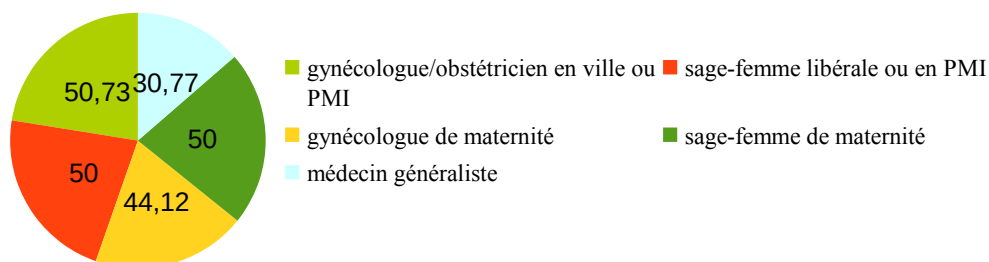 50,73
30,77
50
50
44,12
gynécologue/obstétricien en ville ou
PMI
sage-femme libérale ou en PMI
gynécologue de maternité
sage-femme de maternité
médecin généraliste